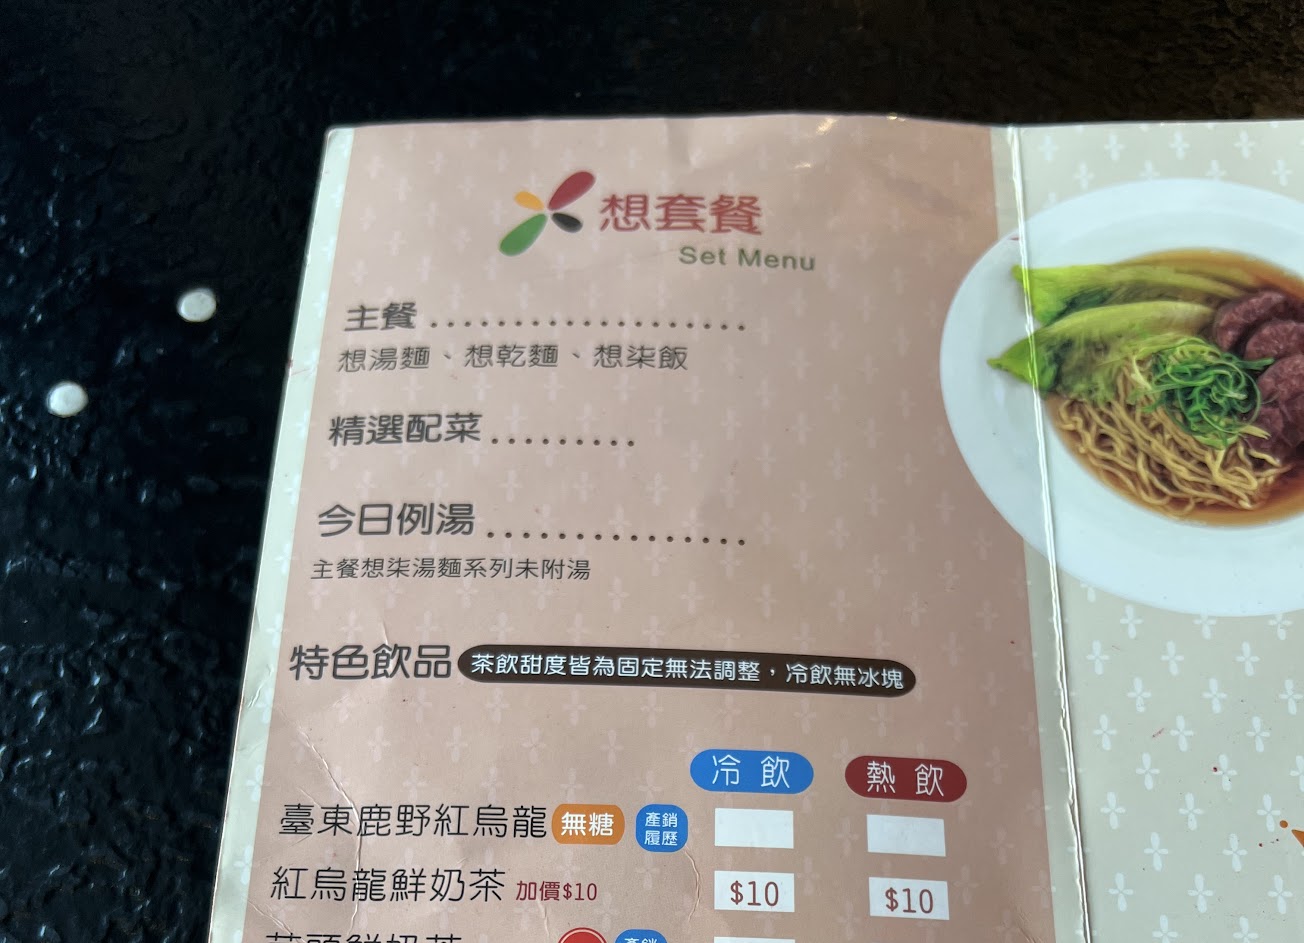 想套餐
Set Menu
主餐...................
想湯麵、想乾麵、想柒飯
精選配菜.........
今日例湯................
主餐想柒湯麵系列未附湯
特色飲品 茶飲甜度皆為固定無法調整，冷飲無冰塊
冷飲 熱飲
臺東鹿野紅烏龍 無糖 產銷履歷
紅烏龍鮮奶茶 加價$10 $10 $10